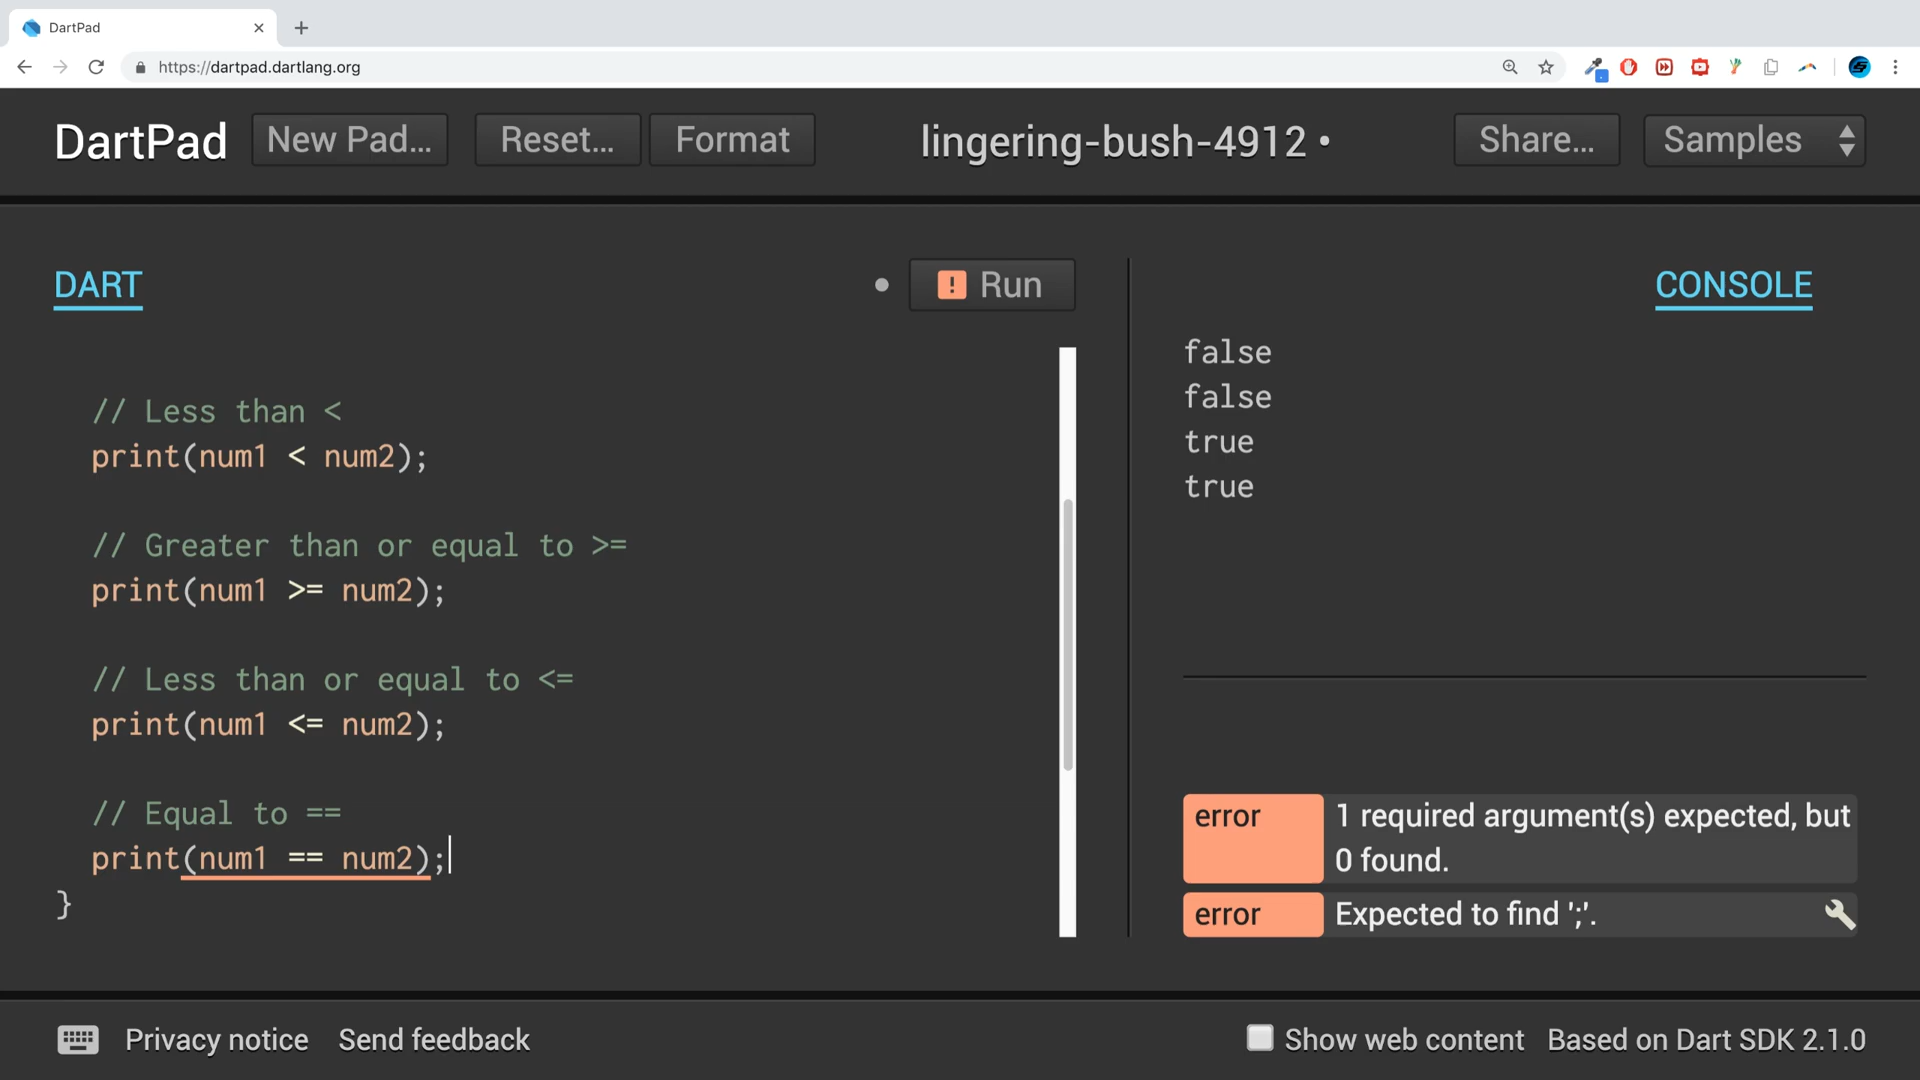 DartPad
https://dartpad.dartlang.org
DartPad
New Pad...
Reset...
Format
lingering-bush-4912 •
Share...
Samples
DART
! Run
CONSOLE
// Less than <
print(num1 < num2);
// Greater than or equal to >=
print(num1 >= num2);
// Less than or equal to <=
print(num1 <= num2);
// Equal to ==
print(num1 == num2);
}
false
false
true
true
error
1 required argument(s) expected, but
0 found.
error
Expected to find ';'.
Privacy notice
Send feedback
Show web content
Based on Dart SDK 2.1.0